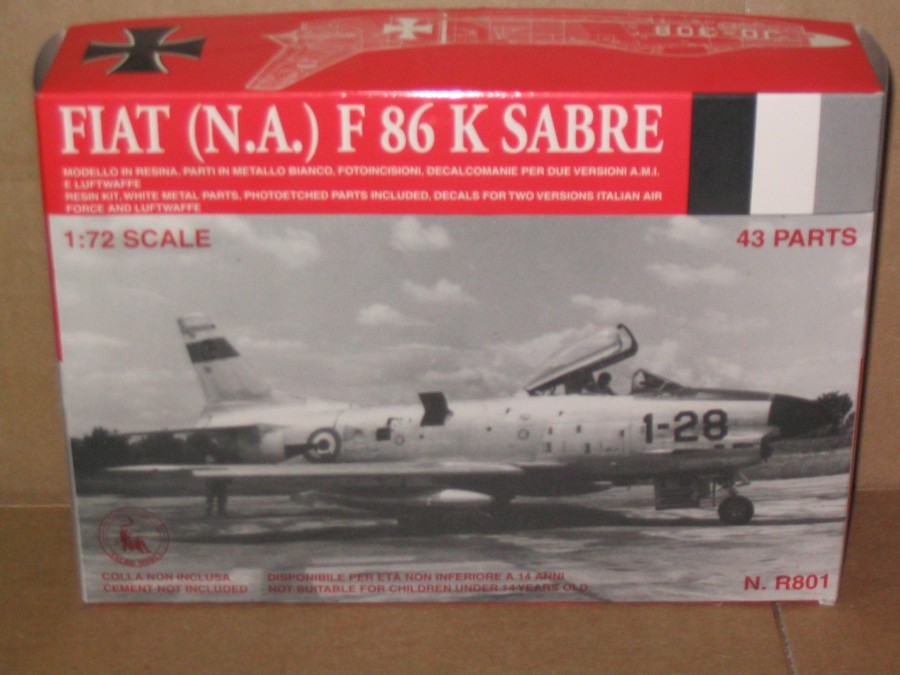 JD-308
FIAT (N.A.) F 86 K SABRE
MODELLO IN RESINA, PARTI IN METALLO BIANCO, FOTOINCISIONI, DECALCOMANIE PER DUE VERSIONI A.M.I.
E LUFTWAFFE
RESIN KIT, WHITE METAL PARTS, PHOTOETCHED PARTS INCLUDED, DECALS FOR TWO VERSIONS ITALIAN AIR
FORCE AND LUFTWAFFE
1:72 SCALE
43 PARTS
1-28
COLLA NON INCLUSA
CEMENT NOT INCLUDED
DISPONIBILE PER ETÀ NON INFERIORE A 14 ANNI
NOT SUITABLE FOR CHILDREN UNDER 14 YEARS OLD
N. R801